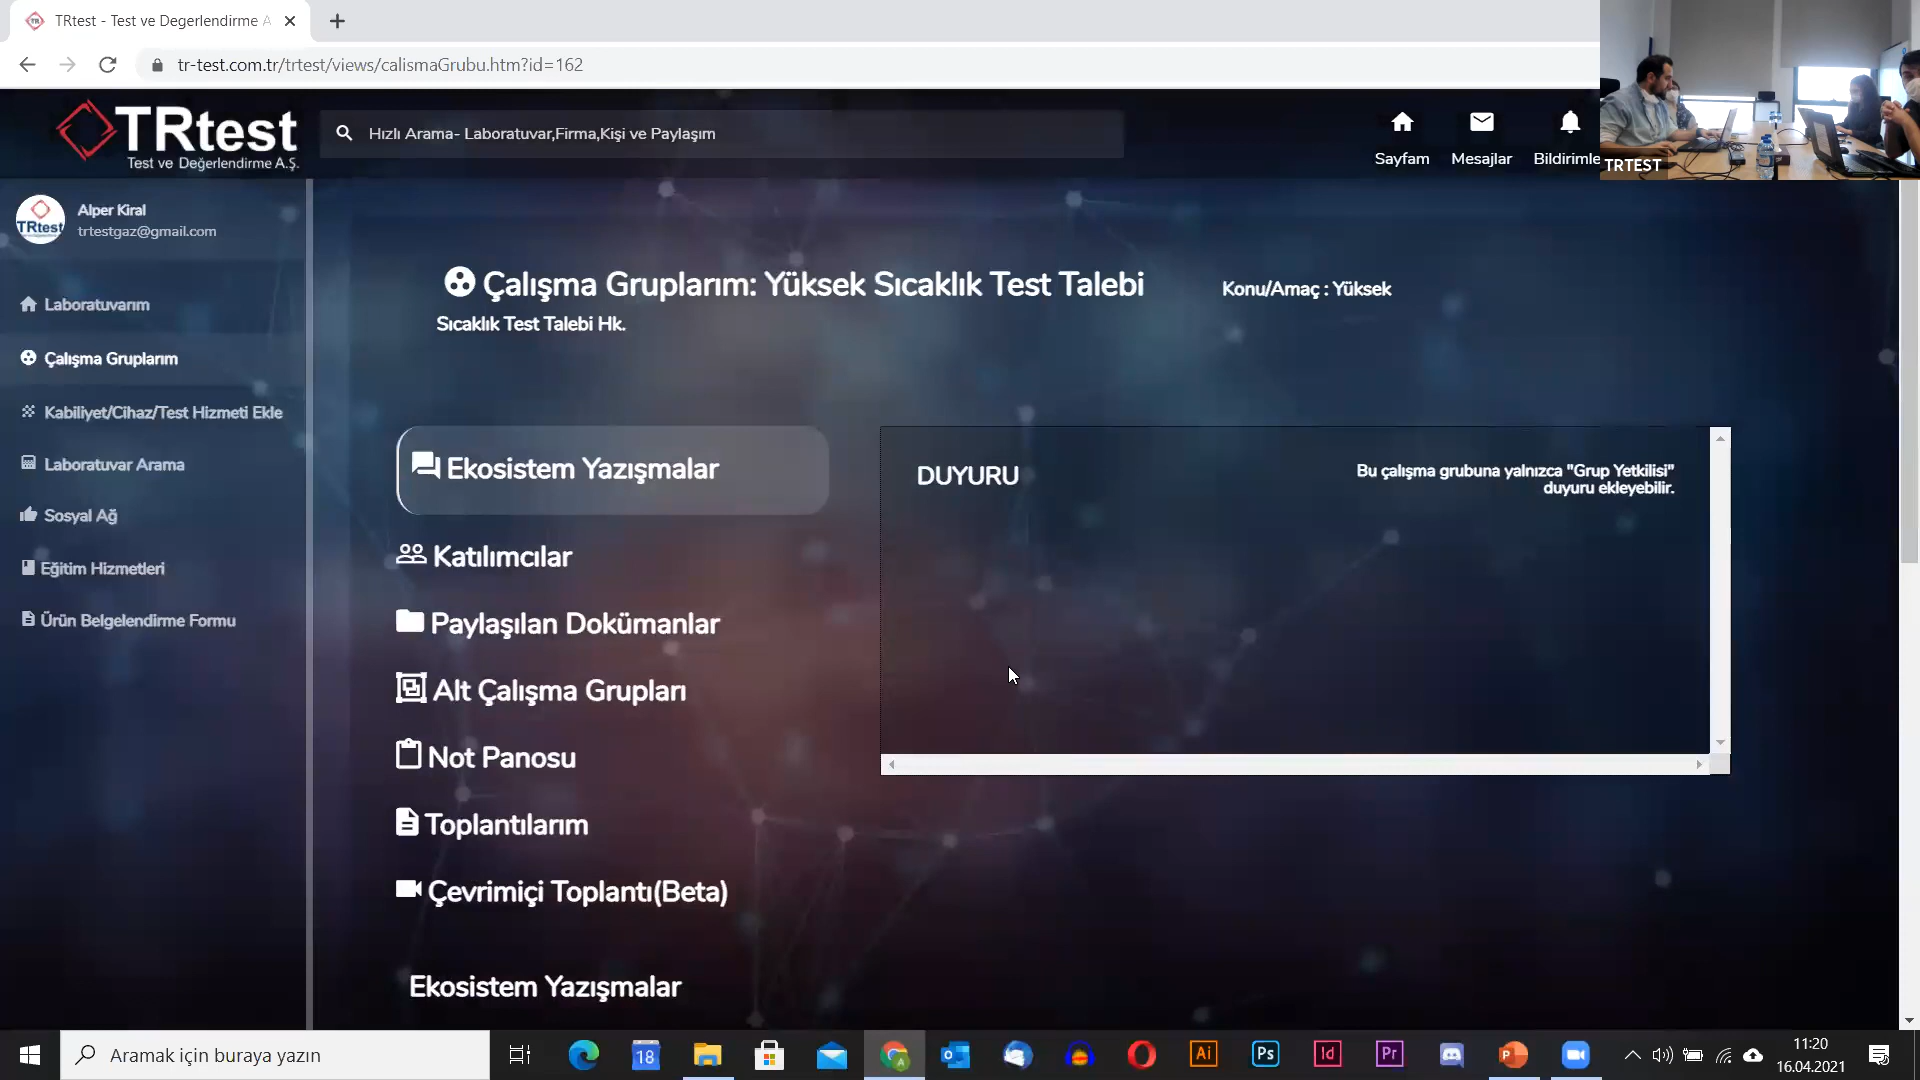 TRtest - Test ve Degerlendirme A
tr-test.com.tr/trtest/views/calismaGrubu.htm?id=162
TRtest
Test ve Değerlendirme A.Ş.
Hızlı Arama- Laboratuvar,Firma,Kişi ve Paylaşım
Sayfam
Mesajlar
Bildirimle
TRTEST
TRtest
Alper Kiral
trtestgaz@gmail.com
Laboratuvarım
Çalışma Gruplarım
Kabiliyet/Cihaz/Test Hizmeti Ekle
Laboratuvar Arama
Sosyal Ağ
Eğitim Hizmetleri
Ürün Belgelendirme Formu
Çalışma Gruplarım: Yüksek Sıcaklık Test Talebi
Konu/Amaç : Yüksek
Sıcaklık Test Talebi Hk.
Ekosistem Yazışmalar
Katılımcılar
Paylaşılan Dokümanlar
Alt Çalışma Grupları
Not Panosu
Toplantılarım
Çevrimiçi Toplantı(Beta)
Ekosistem Yazışmalar
DUYURU
Bu çalışma grubuna yalnızca "Grup Yetkilisi"
duyuru ekleyebilir.
Aramak için buraya yazın
18
Ai
Ps
Id
Pr
11:20
16.04.2021